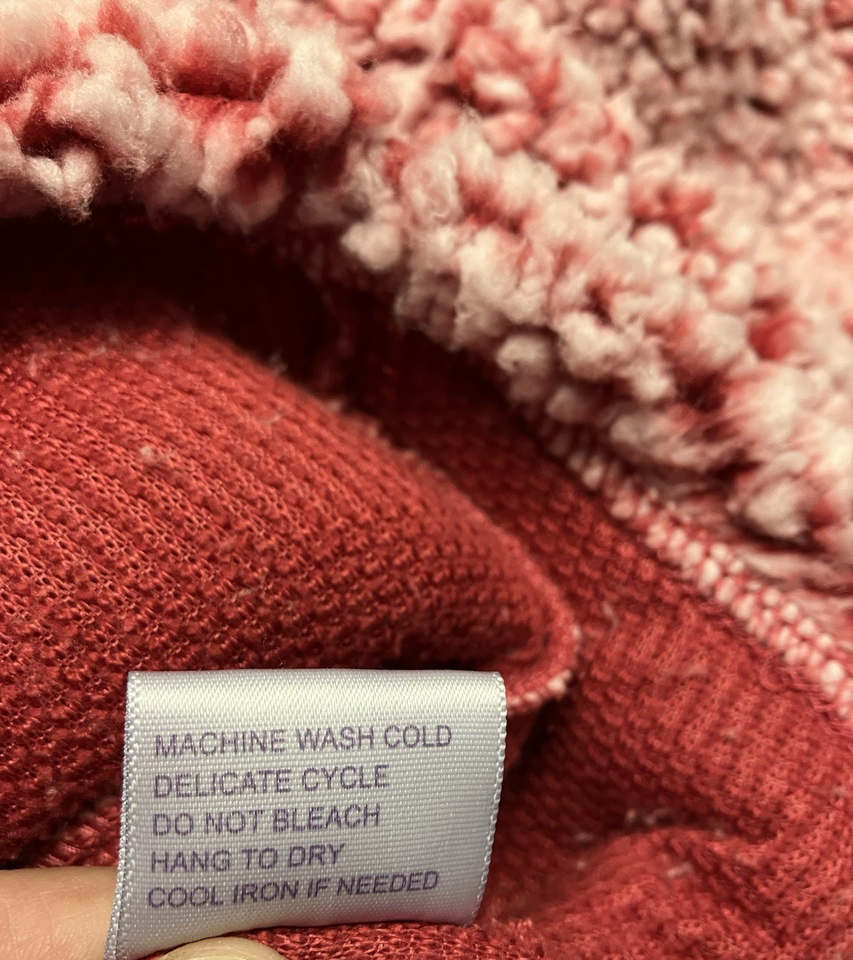 MACHINE WASH COLD
DELICATE CYCLE
DO NOT BLEACH
HANG TO DRY
COOL IRON IF NEEDED